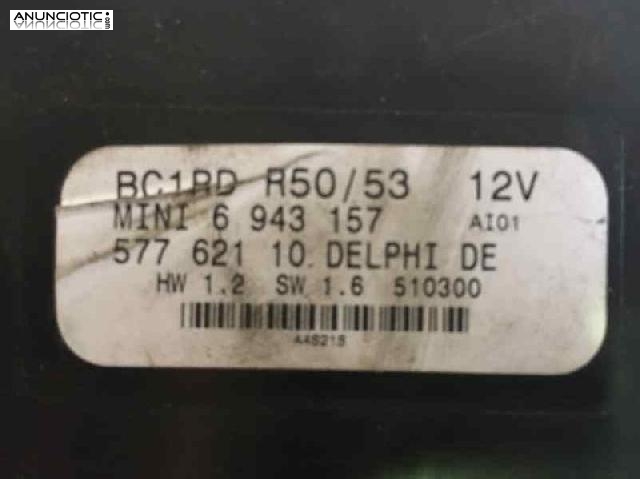 ANUNCIOTIC
.com
BC1RD R50/53 12V
MINI 6 943 157 AI01
577 621 10 DELPHI DE
HW 1.2 SW 1.6 510300
A4S215